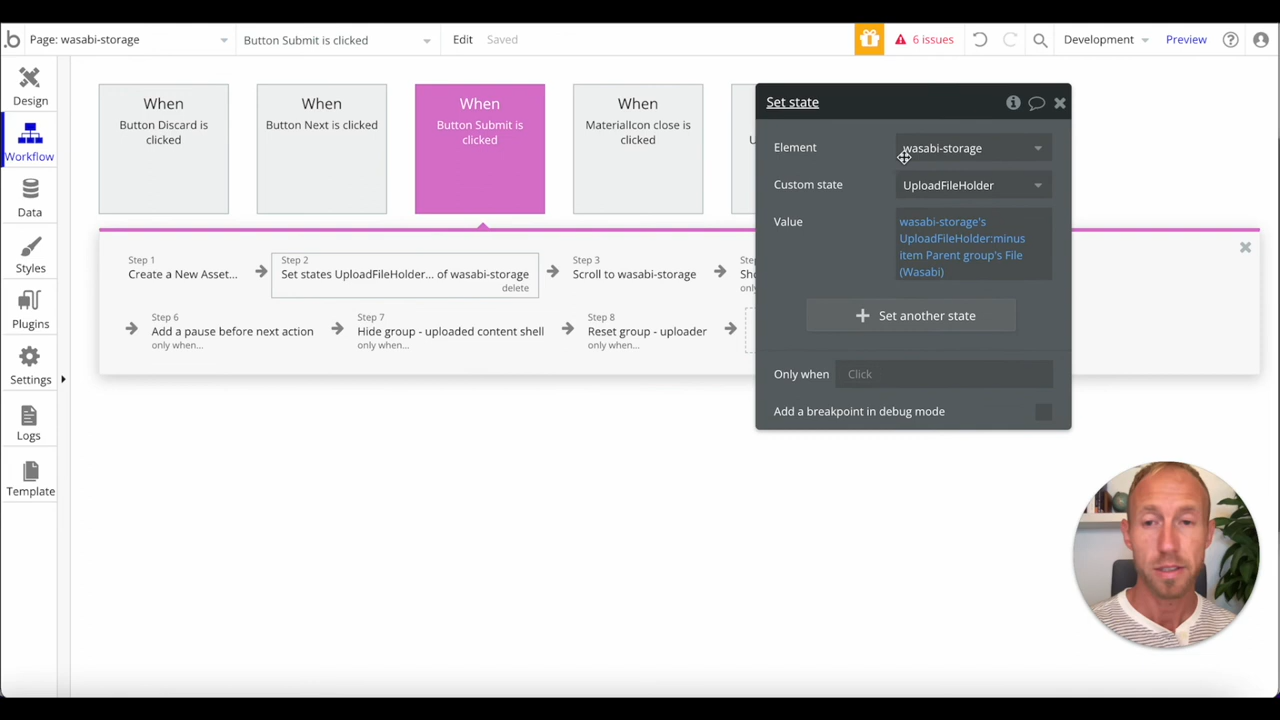 .b
Page: wasabi-storage
Button Submit is clicked
Edit
Saved
6 issues
Development
Preview
Design
Workflow
Data
Styles
Plugins
Settings
Logs
Template
When
Button Discard is
clicked
When
Button Next is clicked
When
Button Submit is
clicked
When
MaterialIcon close is
clicked
Step 1
Create a New Asset...
Step 2
Set states UploadFileHolder... of wasabi-storage
delete
Step 3
Scroll to wasabi-storage
Step 6
Add a pause before next action
only when...
Step 7
Hide group - uploaded content shell
only when...
Step 8
Reset group - uploader
only when...
Set state
Element
wasabi-storage
Custom state
UploadFileHolder
Value
wasabi-storage's
UploadFileHolder:minus
item Parent group's File
(Wasabi)
Set another state
Only when
Click
Add a breakpoint in debug mode